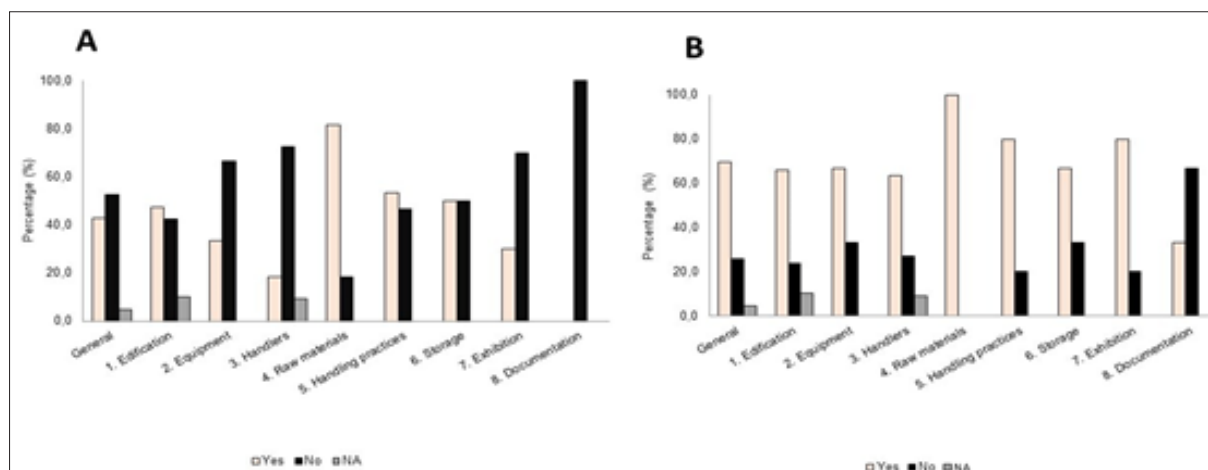 A
100,0
80,0
60,0
40,0
20,0
0,0
Percentage (%)
General
1. Edification
2. Equipment
3. Handlers
4. Raw materials
5. Handling practices
6. Storage
7. Exhibition
8. Documentation
Yes No NA
B
100,0
80,0
60,0
40,0
20,0
0,0
Percentage (%)
General
1. Edification
2. Equipment
3. Handlers
4. Raw materials
5. Handling practices
6. Storage
7. Exhibition
8. Documentation
Yes No NA